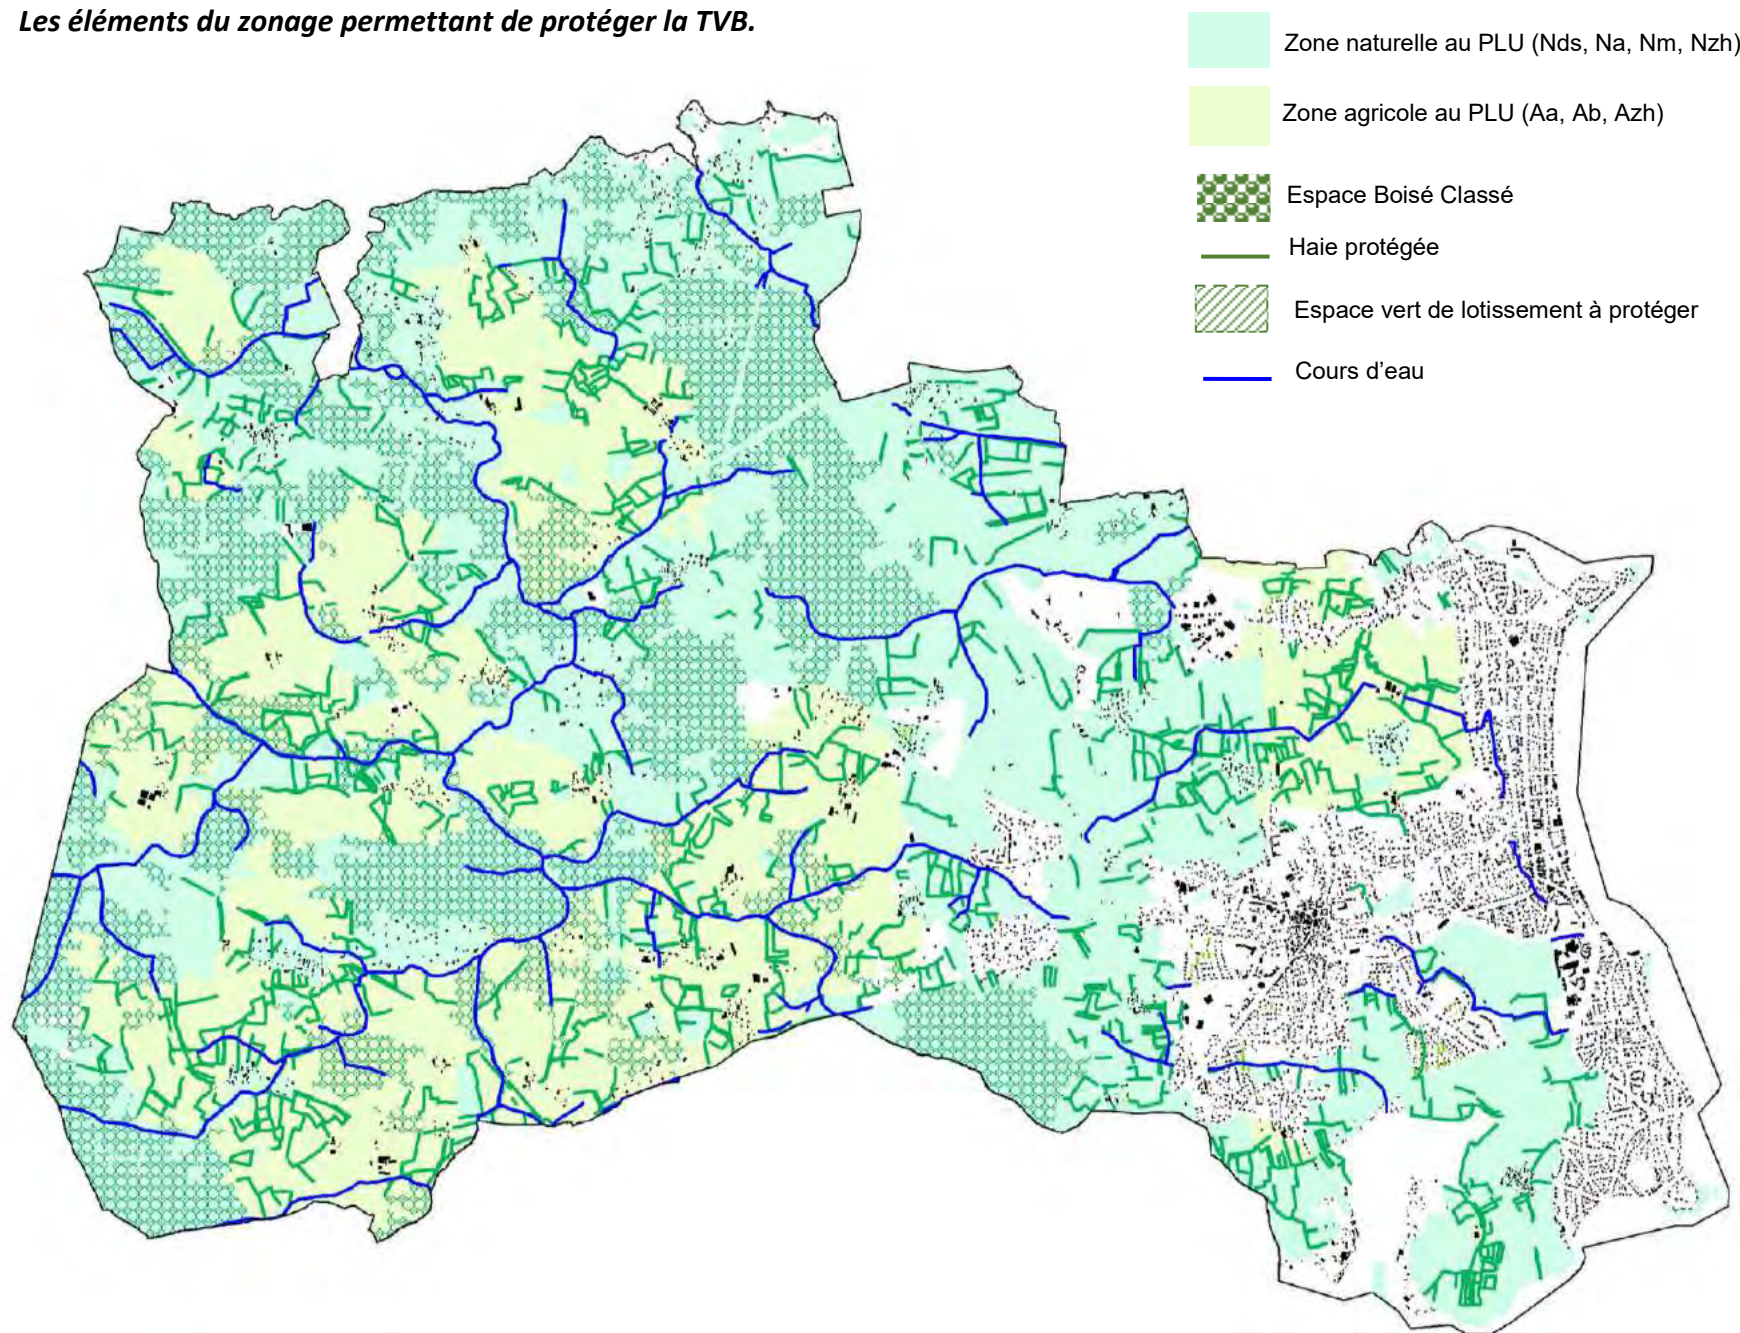 Les éléments du zonage permettant de protéger la TVB.
Zone naturelle au PLU (Nds, Na, Nm, Nzh)
Zone agricole au PLU (Aa, Ab, Azh)
Espace Boisé Classé
Haie protégée
Espace vert de lotissement à protéger
Cours d’eau